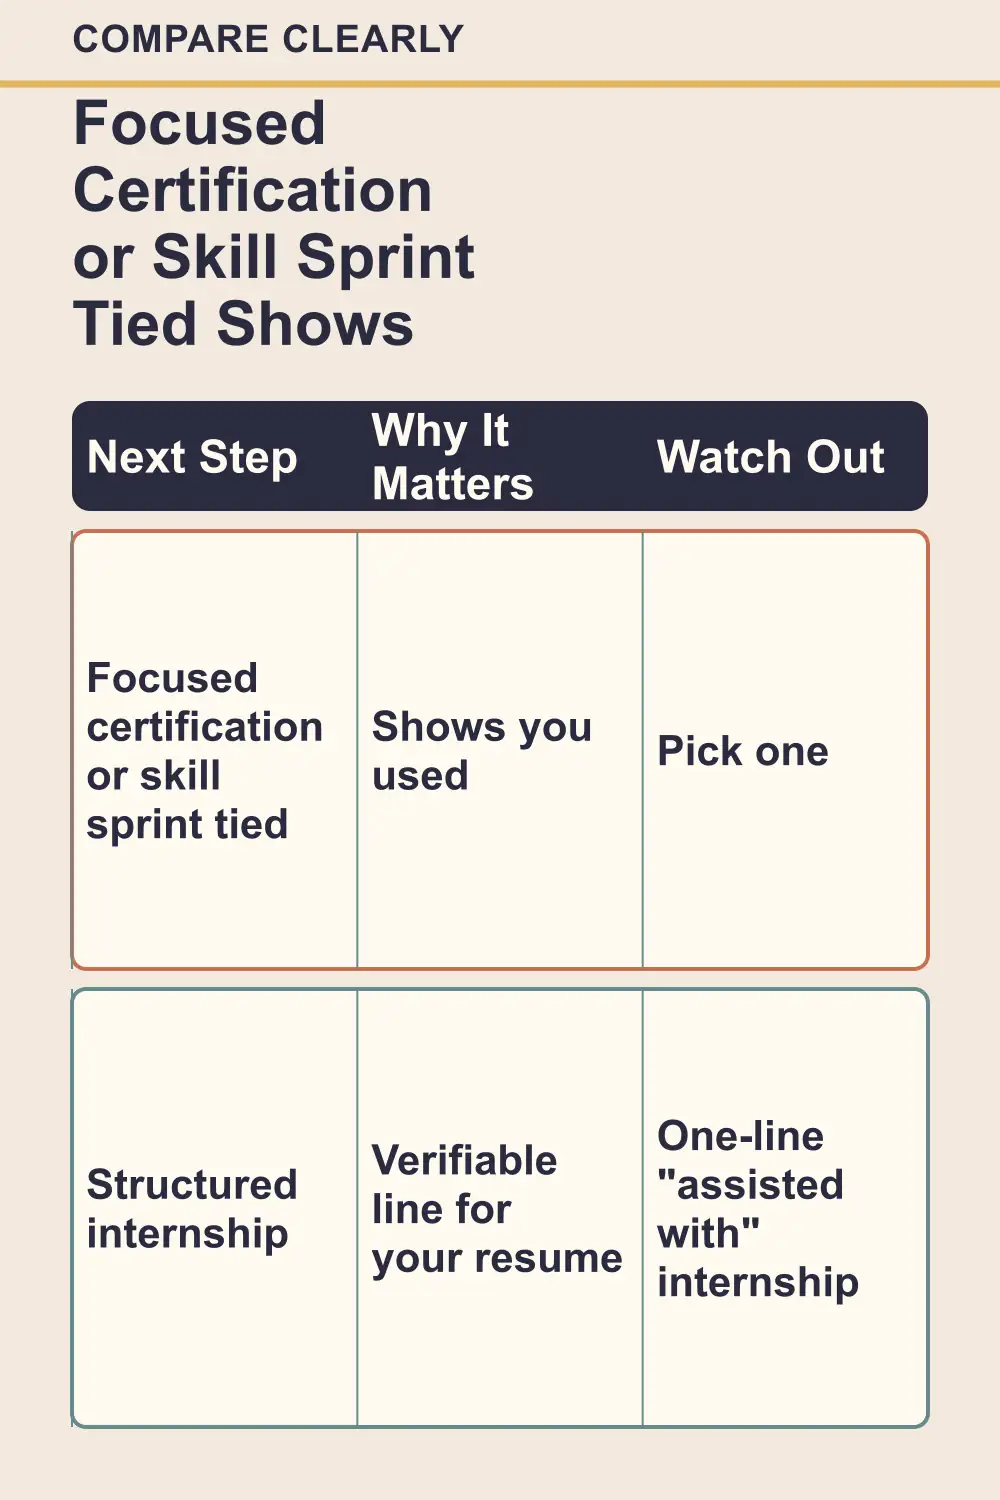 COMPARE CLEARLY
Focused
Certification
or Skill Sprint
Tied Shows
Next Step
Why It
Matters
Watch Out
Focused
certification
or skill
sprint tied
Shows you
used
Pick one
Structured
internship
Verifiable
line for
your resume
One-line
"assisted
with"
internship